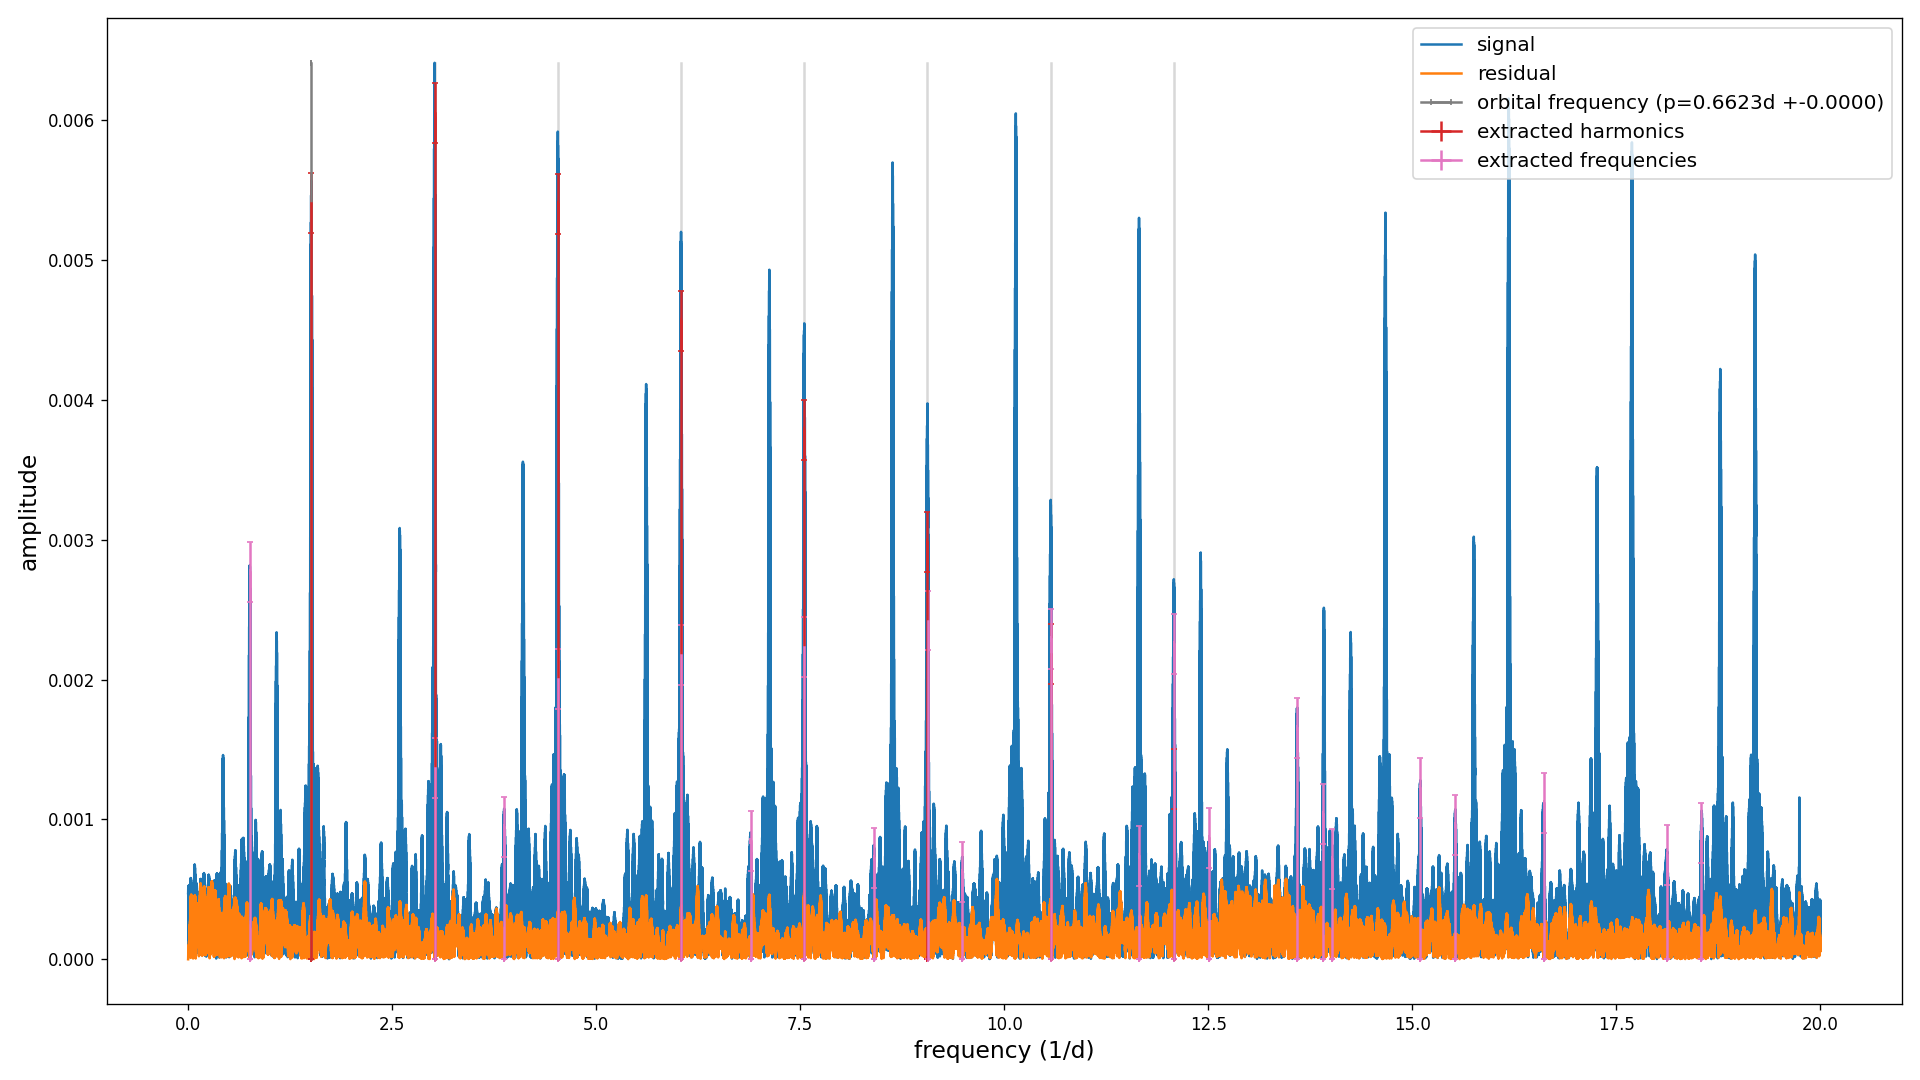 signal
residual
orbital frequency (p=0.6623d +-0.0000)
extracted harmonics
extracted frequencies
amplitude
0.006
0.005
0.004
0.003
0.002
0.001
0.000
0.0 2.5 5.0 7.5 10.0 12.5 15.0 17.5 20.0
frequency (1/d)